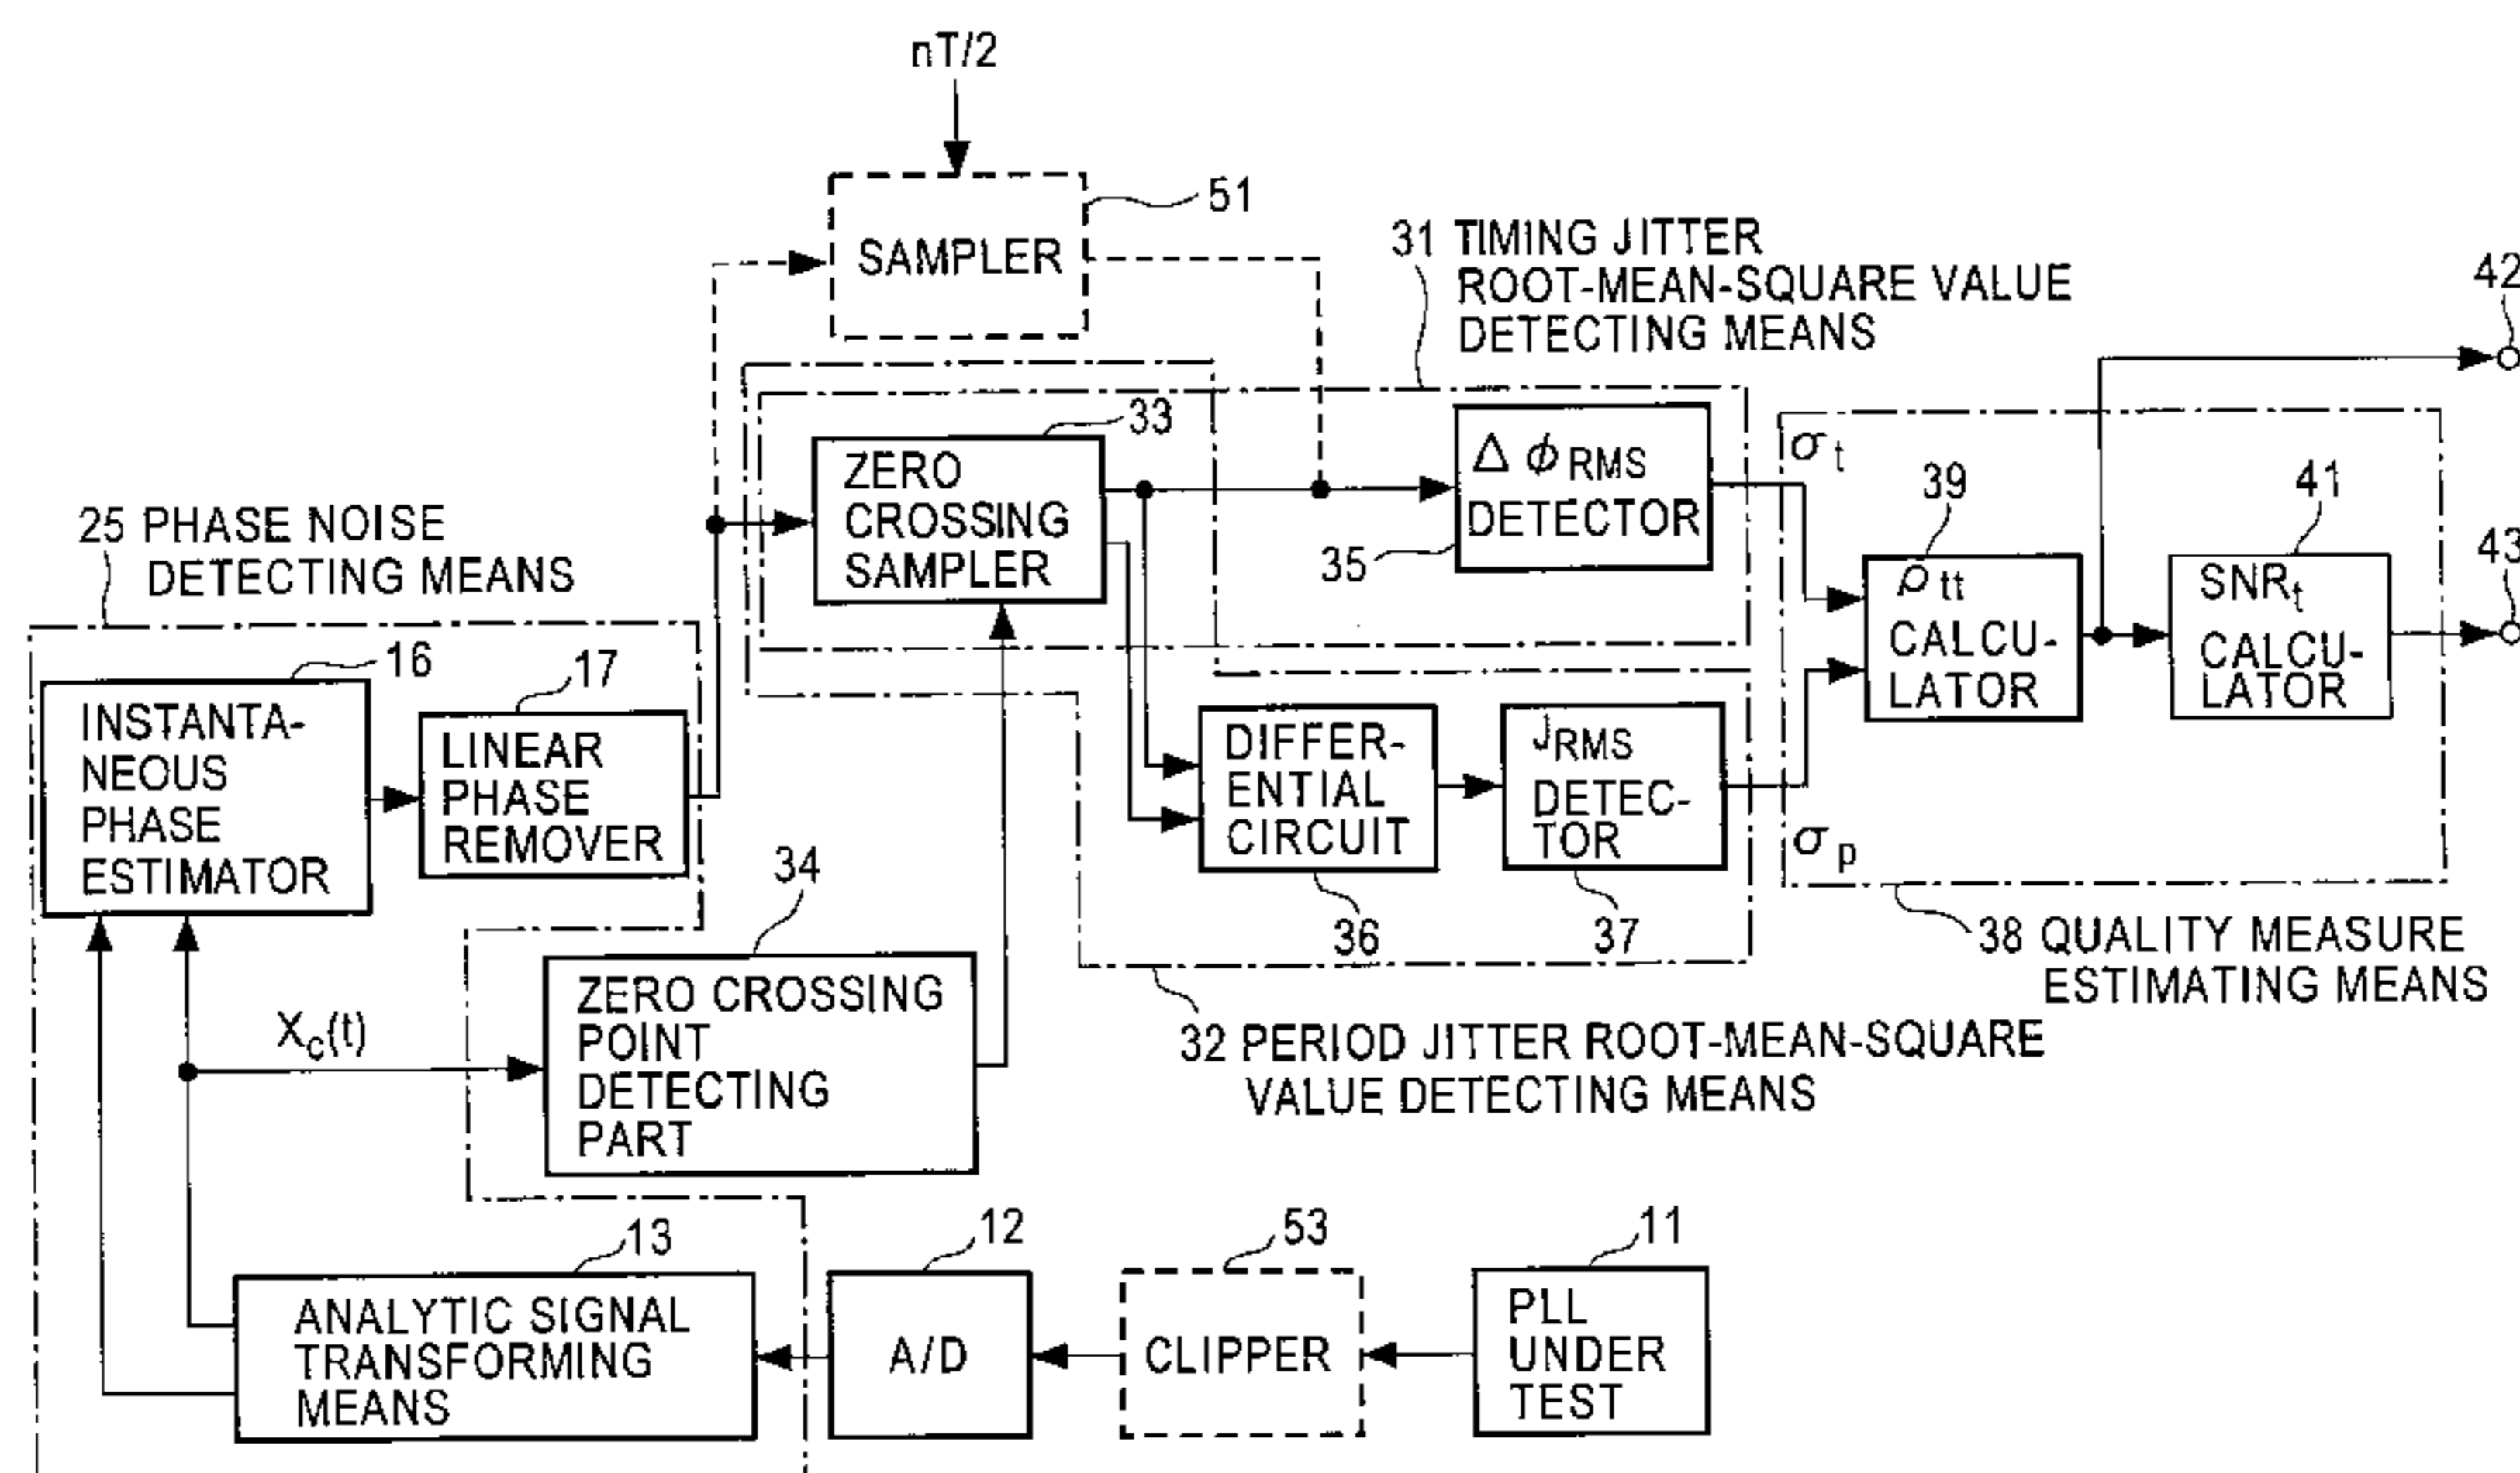 nT/2
SAMPLER
51
31 TIMING JITTER
ROOT-MEAN-SQUARE VALUE
DETECTING MEANS
42
33
ZERO
CROSSING
SAMPLER
Δ ϕRMS
DETECTOR
35
σt
39
41
43
ρtt
CALCU-
LATOR
SNRt
CALCU-
LATOR
25 PHASE NOISE
DETECTING MEANS
16
17
INSTANTA-
NEOUS
PHASE
ESTIMATOR
LINEAR
PHASE
REMOVER
DIFFER-
ENTIAL
CIRCUIT
36
JRMS
DETEC-
TOR
37
σp
38 QUALITY MEASURE
ESTIMATING MEANS
34
ZERO CROSSING
POINT
DETECTING
PART
Xc(t)
32 PERIOD JITTER ROOT-MEAN-SQUARE
VALUE DETECTING MEANS
13
ANALYTIC SIGNAL
TRANSFORMING
MEANS
12
A/D
53
CLIPPER
11
PLL
UNDER
TEST